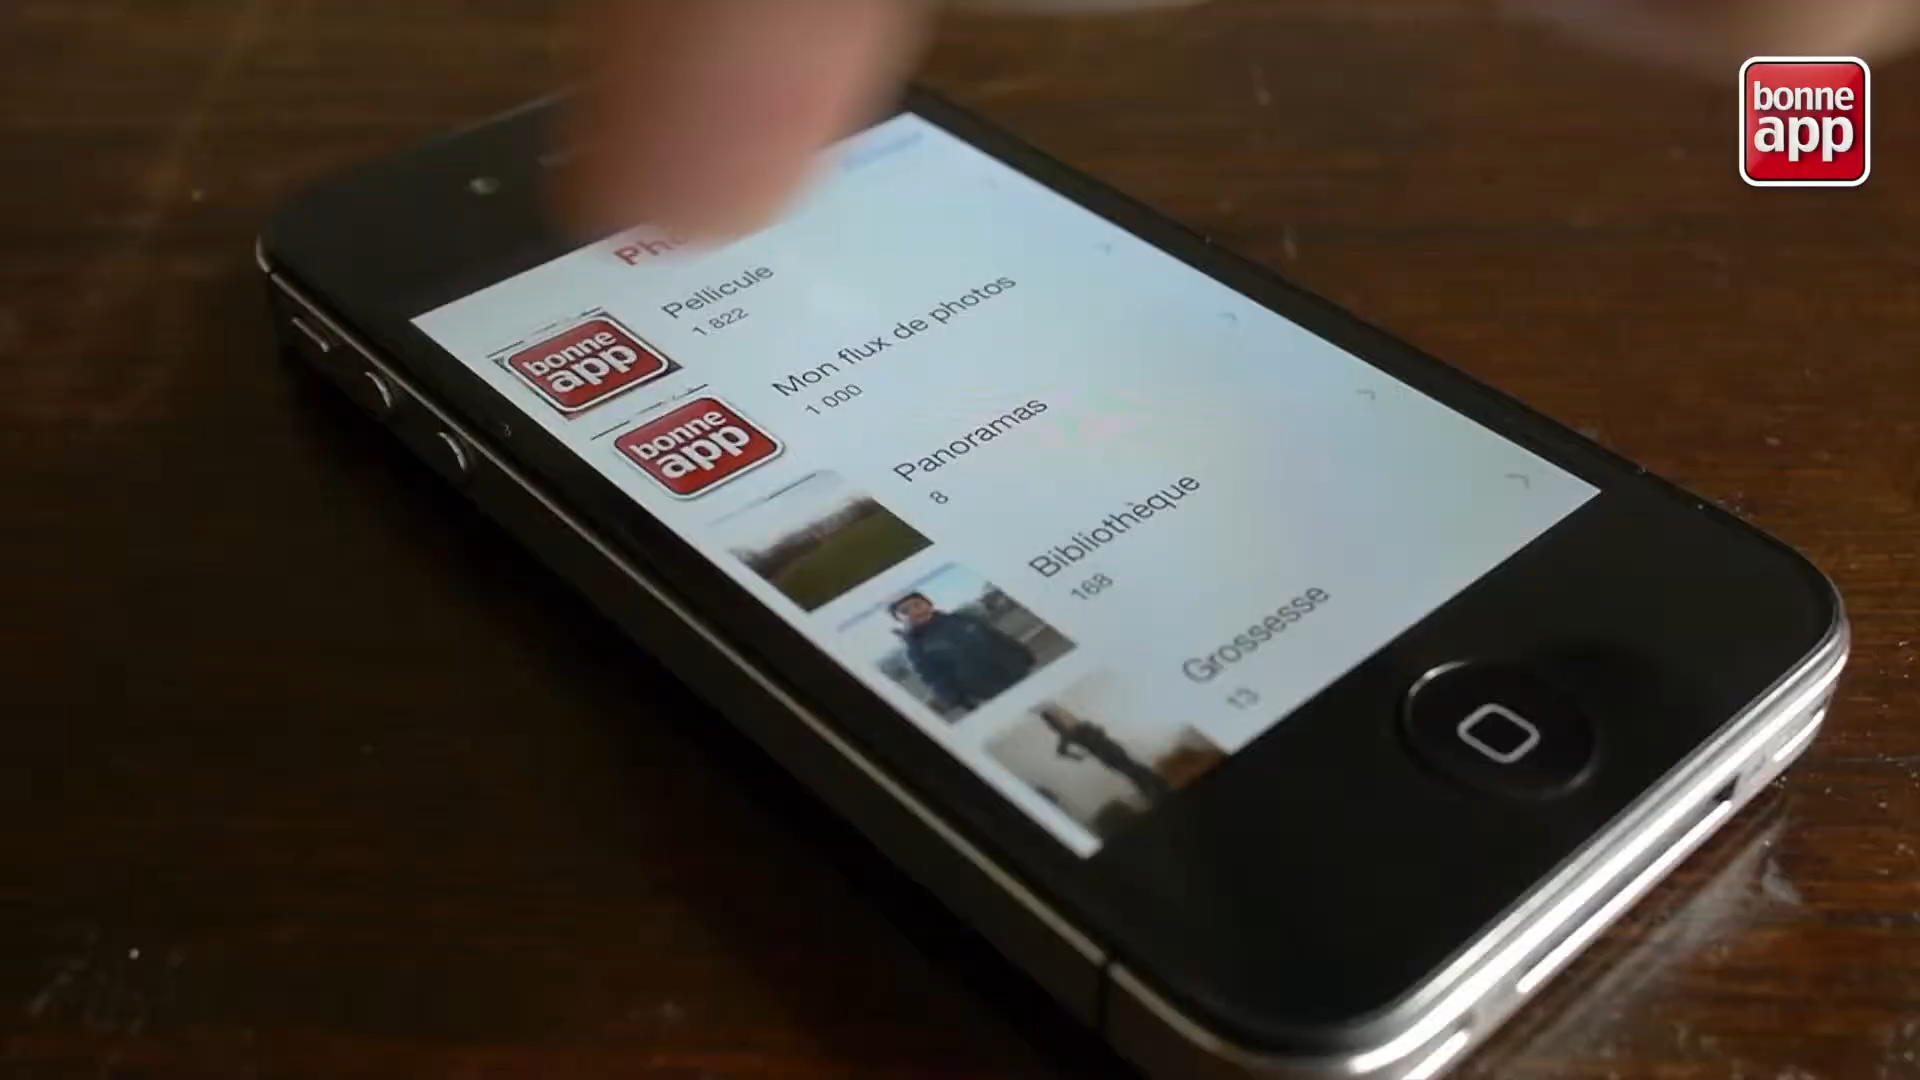 bonne
app
Pellicule
1 822
bonne
app
Mon flux de photos
1 000
bonne
app
Panoramas
8
Bibliothèque
168
Grossesse
13